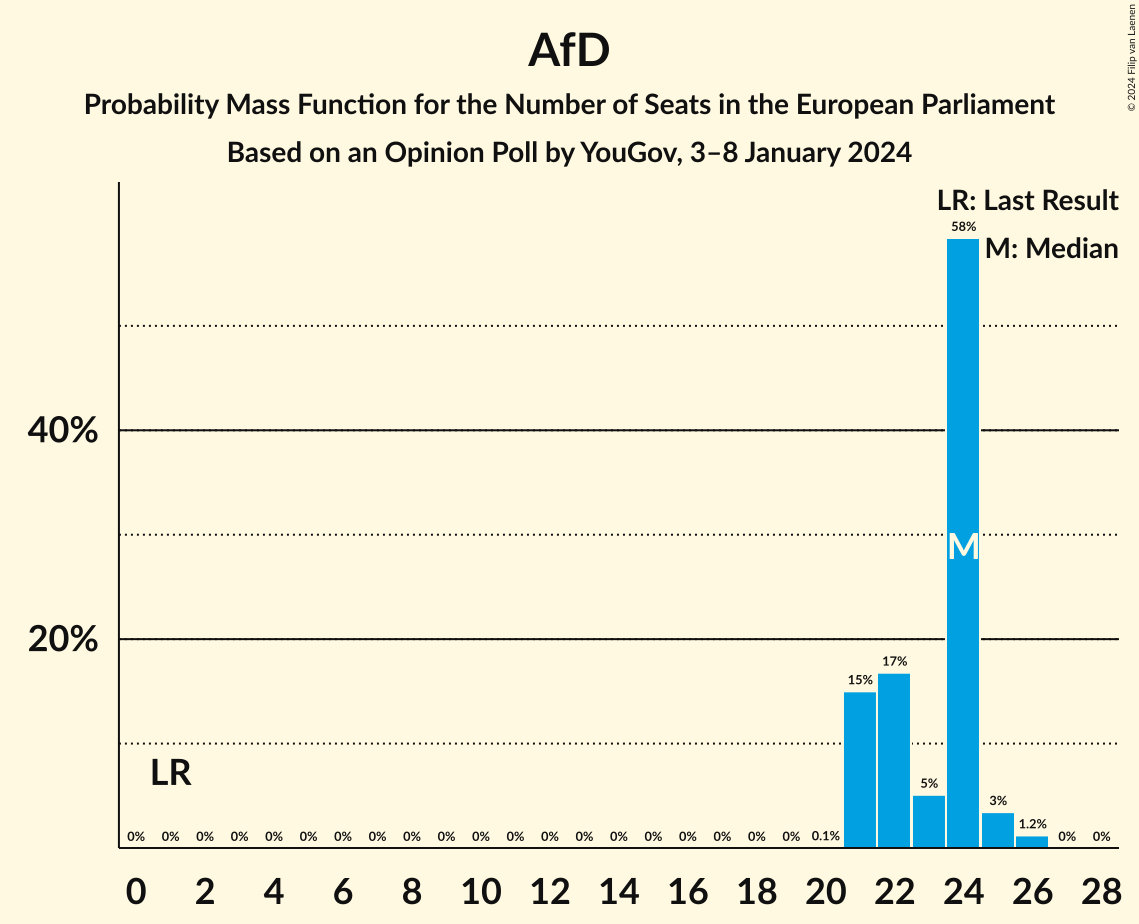 AfD
Probability Mass Function for the Number of Seats in the European Parliament
Based on an Opinion Poll by YouGov, 3–8 January 2024
© 2024 Filip van Laenen
LR: Last Result
M: Median
58%
40%
M
20%
17%
15%
LR
5%
3%
1.2%
0% 0% 0% 0% 0% 0% 0% 0% 0% 0% 0% 0% 0% 0% 0% 0% 0% 0% 0% 0% 0.1% 0% 0%
0 2 4 6 8 10 12 14 16 18 20 22 24 26 28